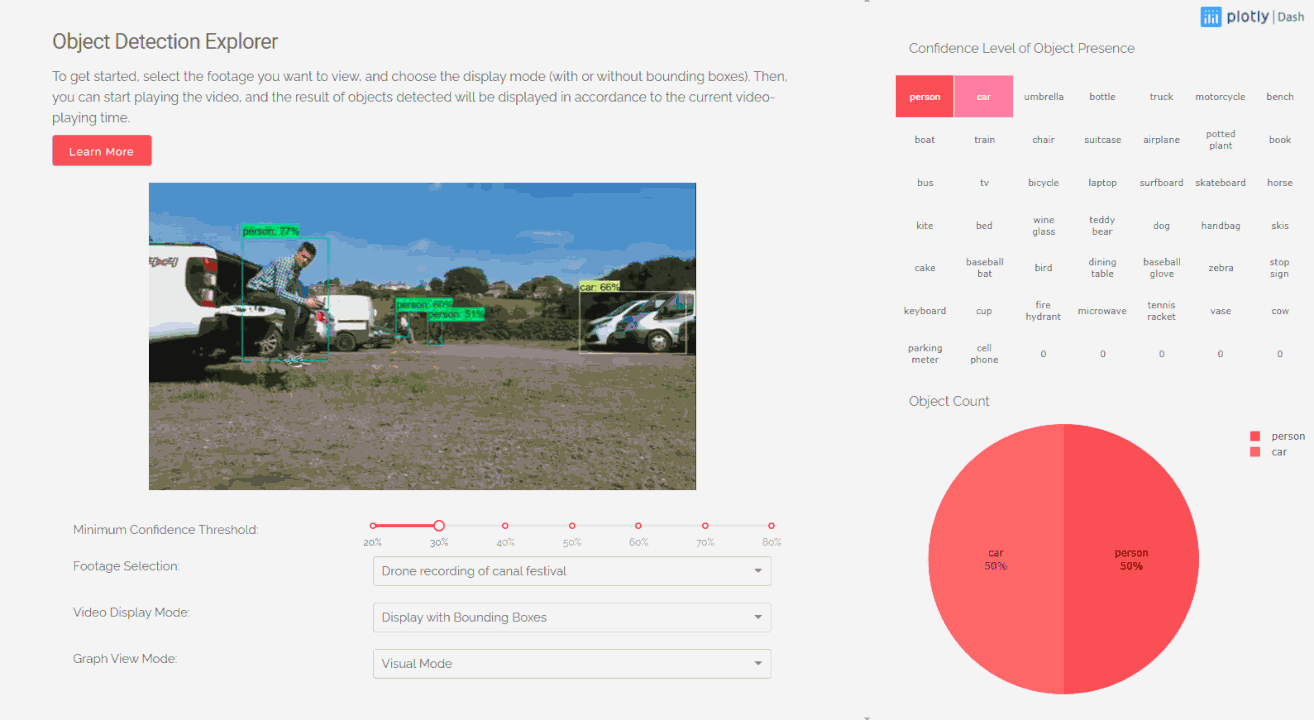 plotly | Dash
Object Detection Explorer
To get started, select the footage you want to view, and choose the display mode (with or without bounding boxes). Then,
you can start playing the video, and the result of objects detected will be displayed in accordance to the current video-
playing time.
Learn More
person: 77%
car: 66%
person: 60%
person: 51%
Minimum Confidence Threshold:
20% 30% 40% 50% 60% 70% 80%
Footage Selection:
Drone recording of canal festival
Video Display Mode:
Display with Bounding Boxes
Graph View Mode:
Visual Mode
Confidence Level of Object Presence
person car umbrella bottle truck motorcycle bench
boat train chair suitcase airplane potted plant book
bus tv bicycle laptop surfboard skateboard horse
kite bed wine glass teddy bear dog handbag skis
cake baseball bat bird dining table baseball glove zebra stop sign
keyboard cup fire hydrant microwave tennis racket vase cow
parking meter cell phone 0 0 0 0 0
Object Count
person
car
car
50%
person
50%